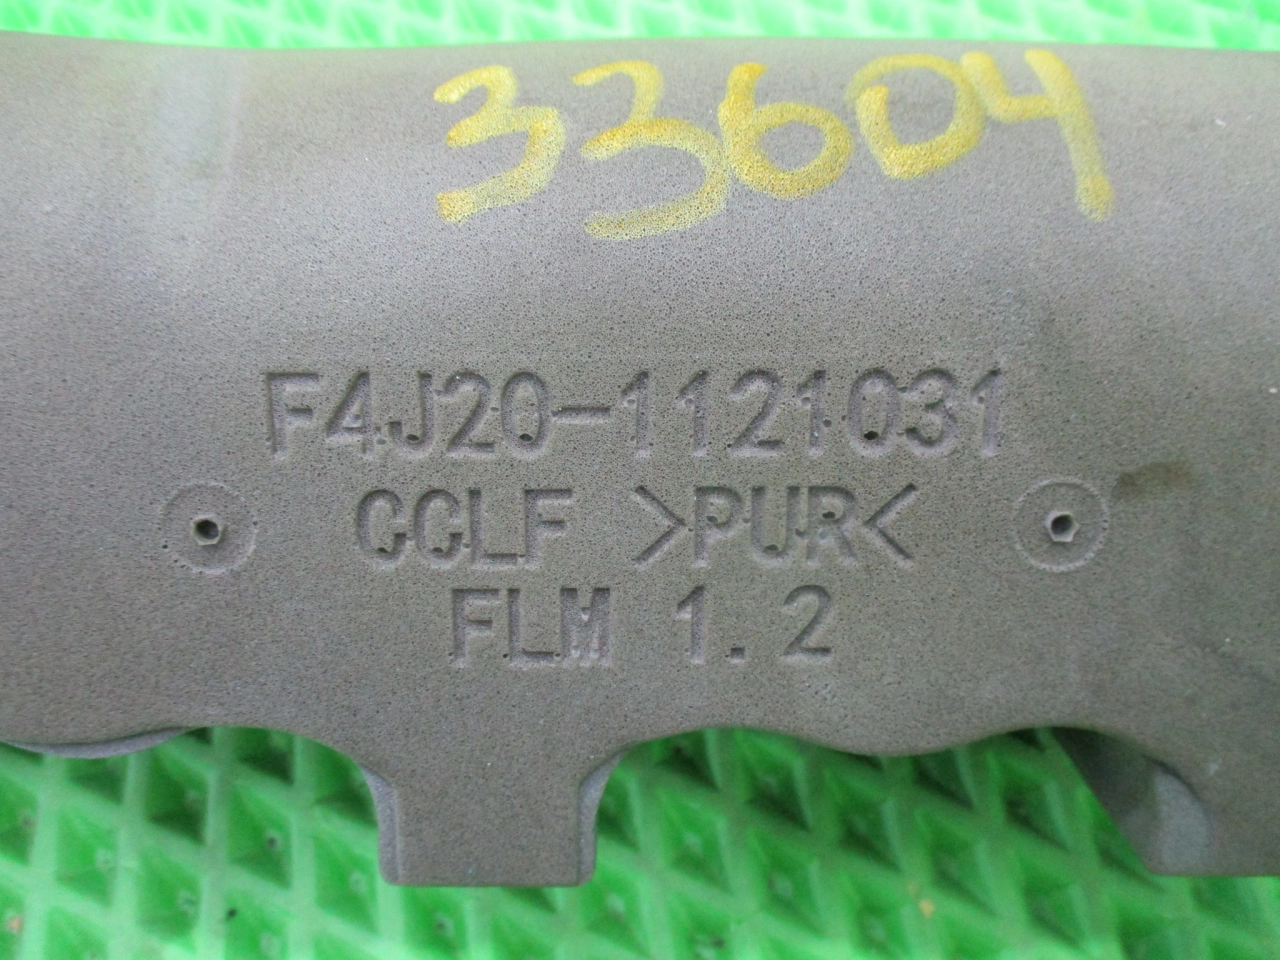 33604
F4J20-1121031
CCLF >PUR<
FLM 1.2